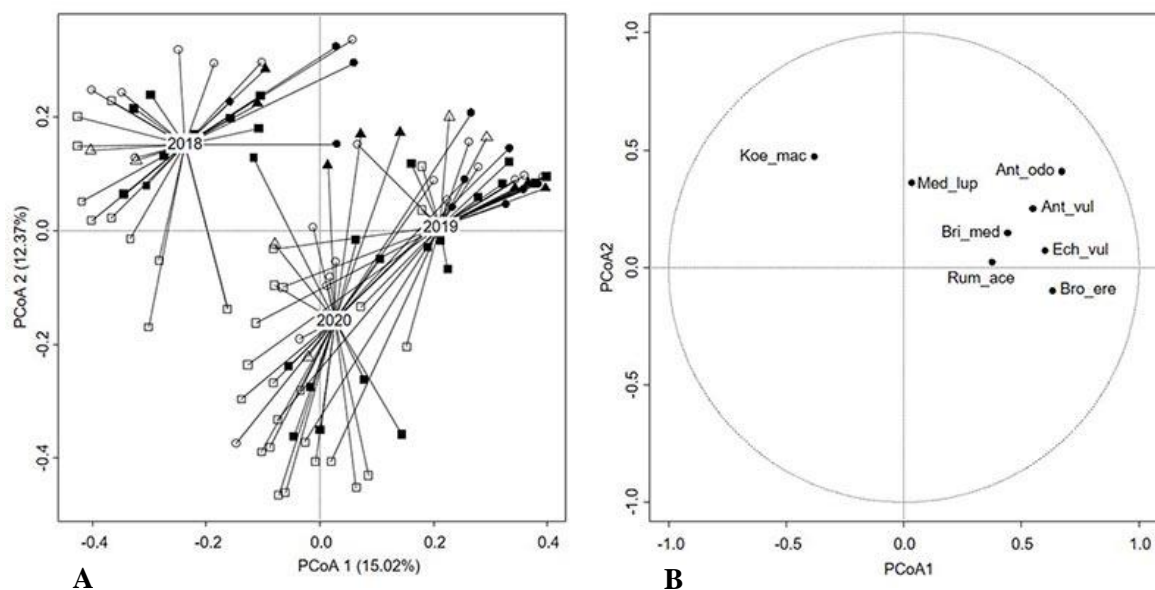 0.2
0.0
-0.2
-0.4
PCoA 2 (12.37%)
2018
2019
2020
-0.4
-0.2
0.0
0.2
0.4
PCoA 1 (15.02%)
A
1.0
0.5
0.0
-0.5
-1.0
PCoA2
Koe_mac
Med_lup
Ant_odo
Ant_vul
Bri_med
Ech_vul
Rum_ace
Bro_ere
-1.0
-0.5
0.0
0.5
1.0
PCoA1
B